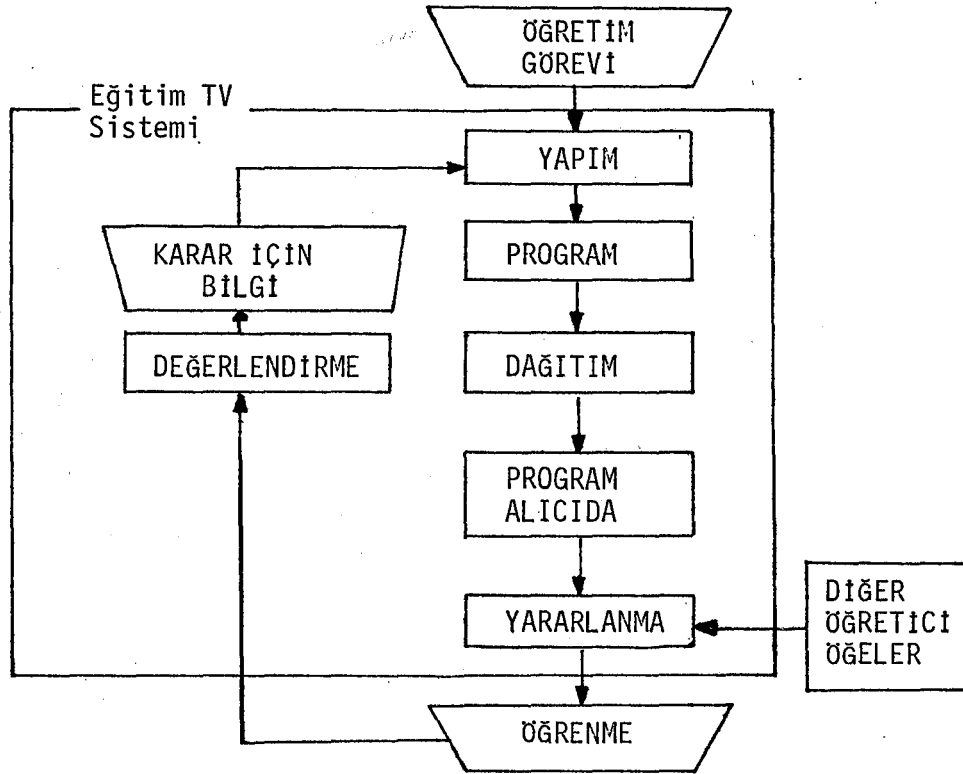 ÖĞRETİM
GÖREVİ
Eğitim TV
Sistemi
YAPIM
KARAR İÇİN
BİLGİ
PROGRAM
DEĞERLENDİRME
DAĞITIM
PROGRAM
ALICIDA
YARARLANMA
DİĞER
ÖĞRETİCİ
ÖĞELER
ÖĞRENME